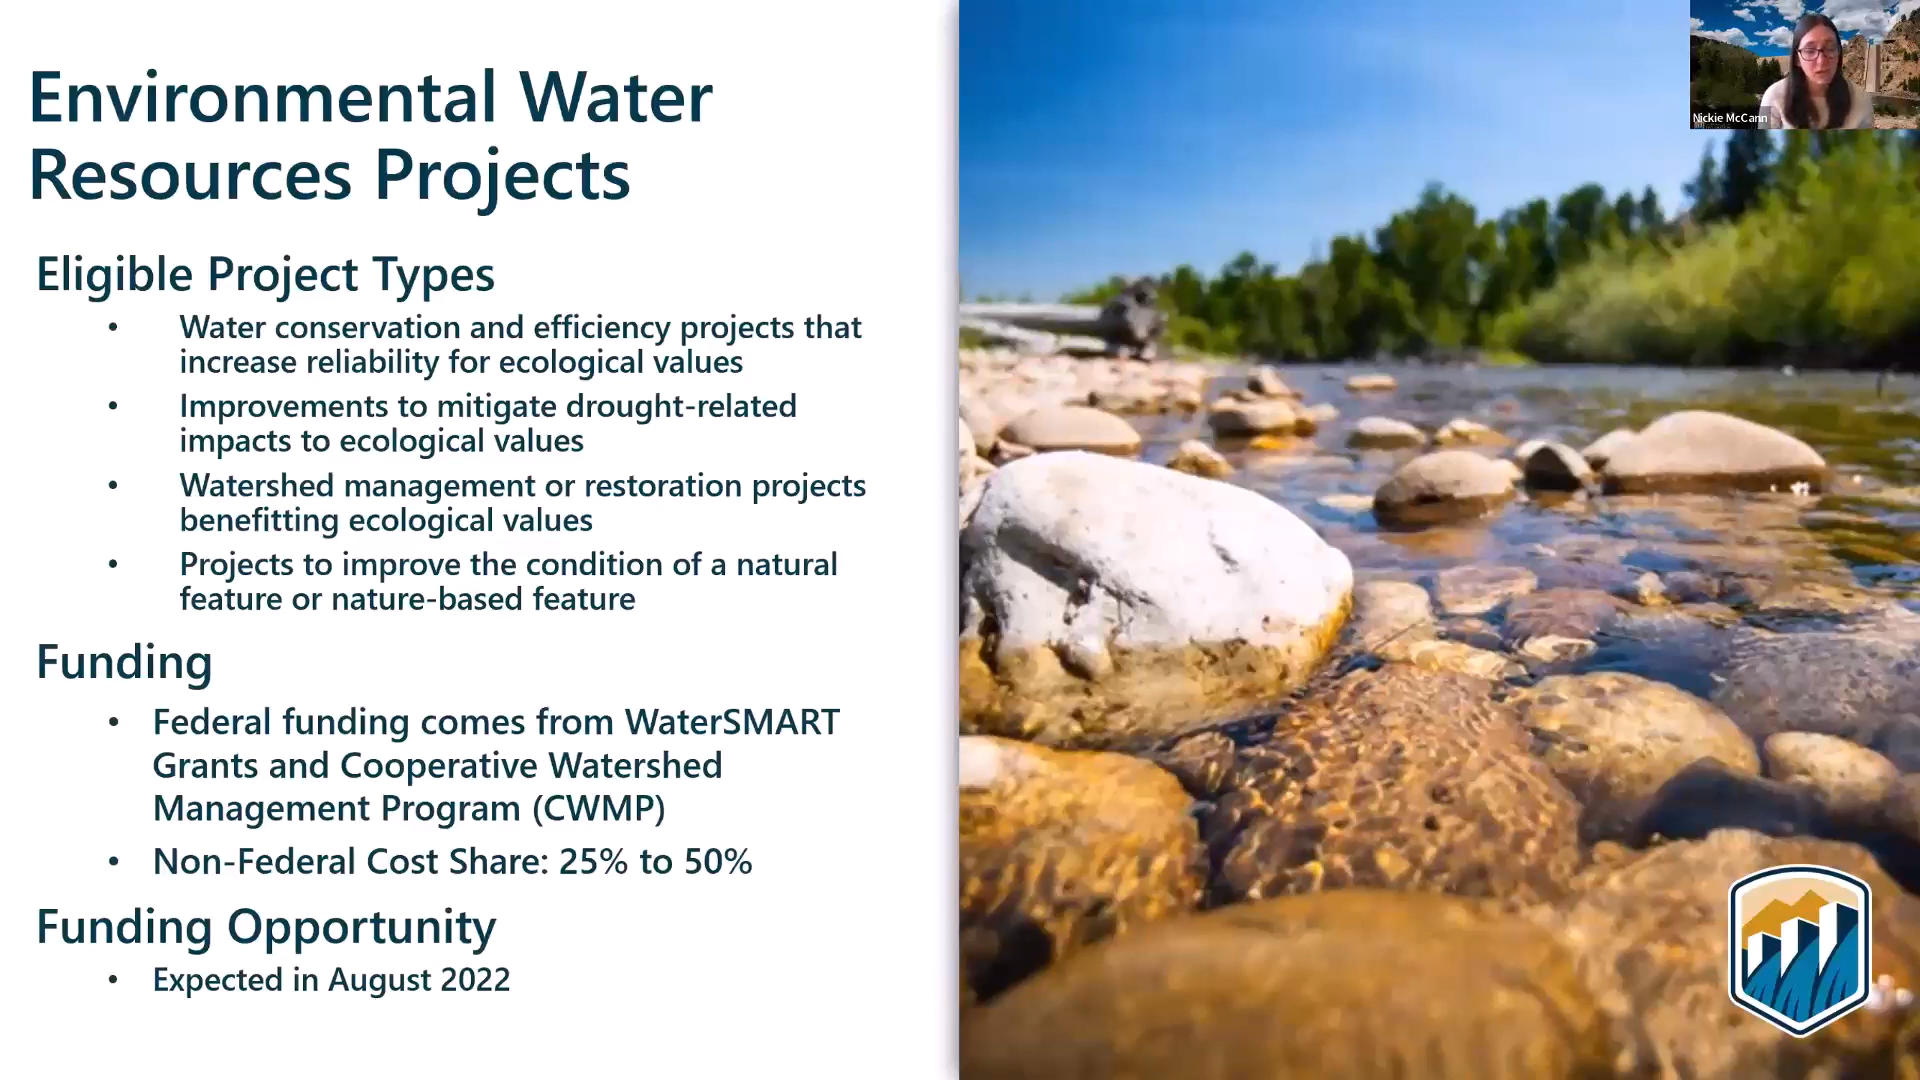 Environmental Water
Resources Projects
Eligible Project Types
• Water conservation and efficiency projects that
increase reliability for ecological values
• Improvements to mitigate drought-related
impacts to ecological values
• Watershed management or restoration projects
benefitting ecological values
• Projects to improve the condition of a natural
feature or nature-based feature
Funding
• Federal funding comes from WaterSMART
Grants and Cooperative Watershed
Management Program (CWMP)
• Non-Federal Cost Share: 25% to 50%
Funding Opportunity
• Expected in August 2022
Nickie McCann